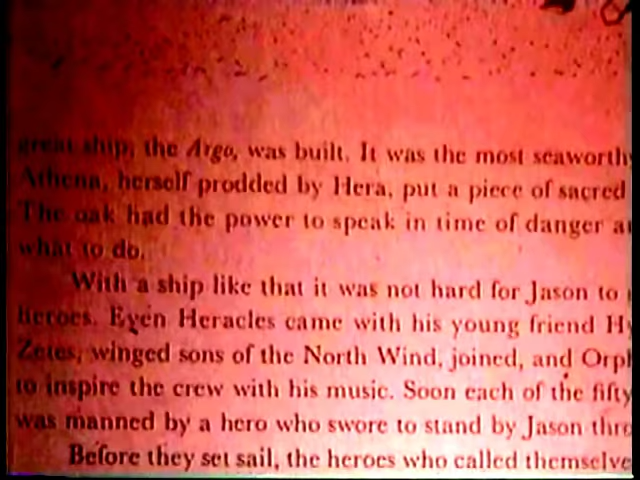 great ship, the Argo, was built. It was the most seaworthy
Athena, herself prodded by Hera, put a piece of sacred
The oak had the power to speak in time of danger
what to do.
With a ship like that it was not hard for Jason to
heroes. Even Heracles came with his young friend
Zetes, winged sons of the North Wind, joined, and
to inspire the crew with his music. Soon each of the fifty
was manned by a hero who swore to stand by Jason
Before they set sail, the heroes who called